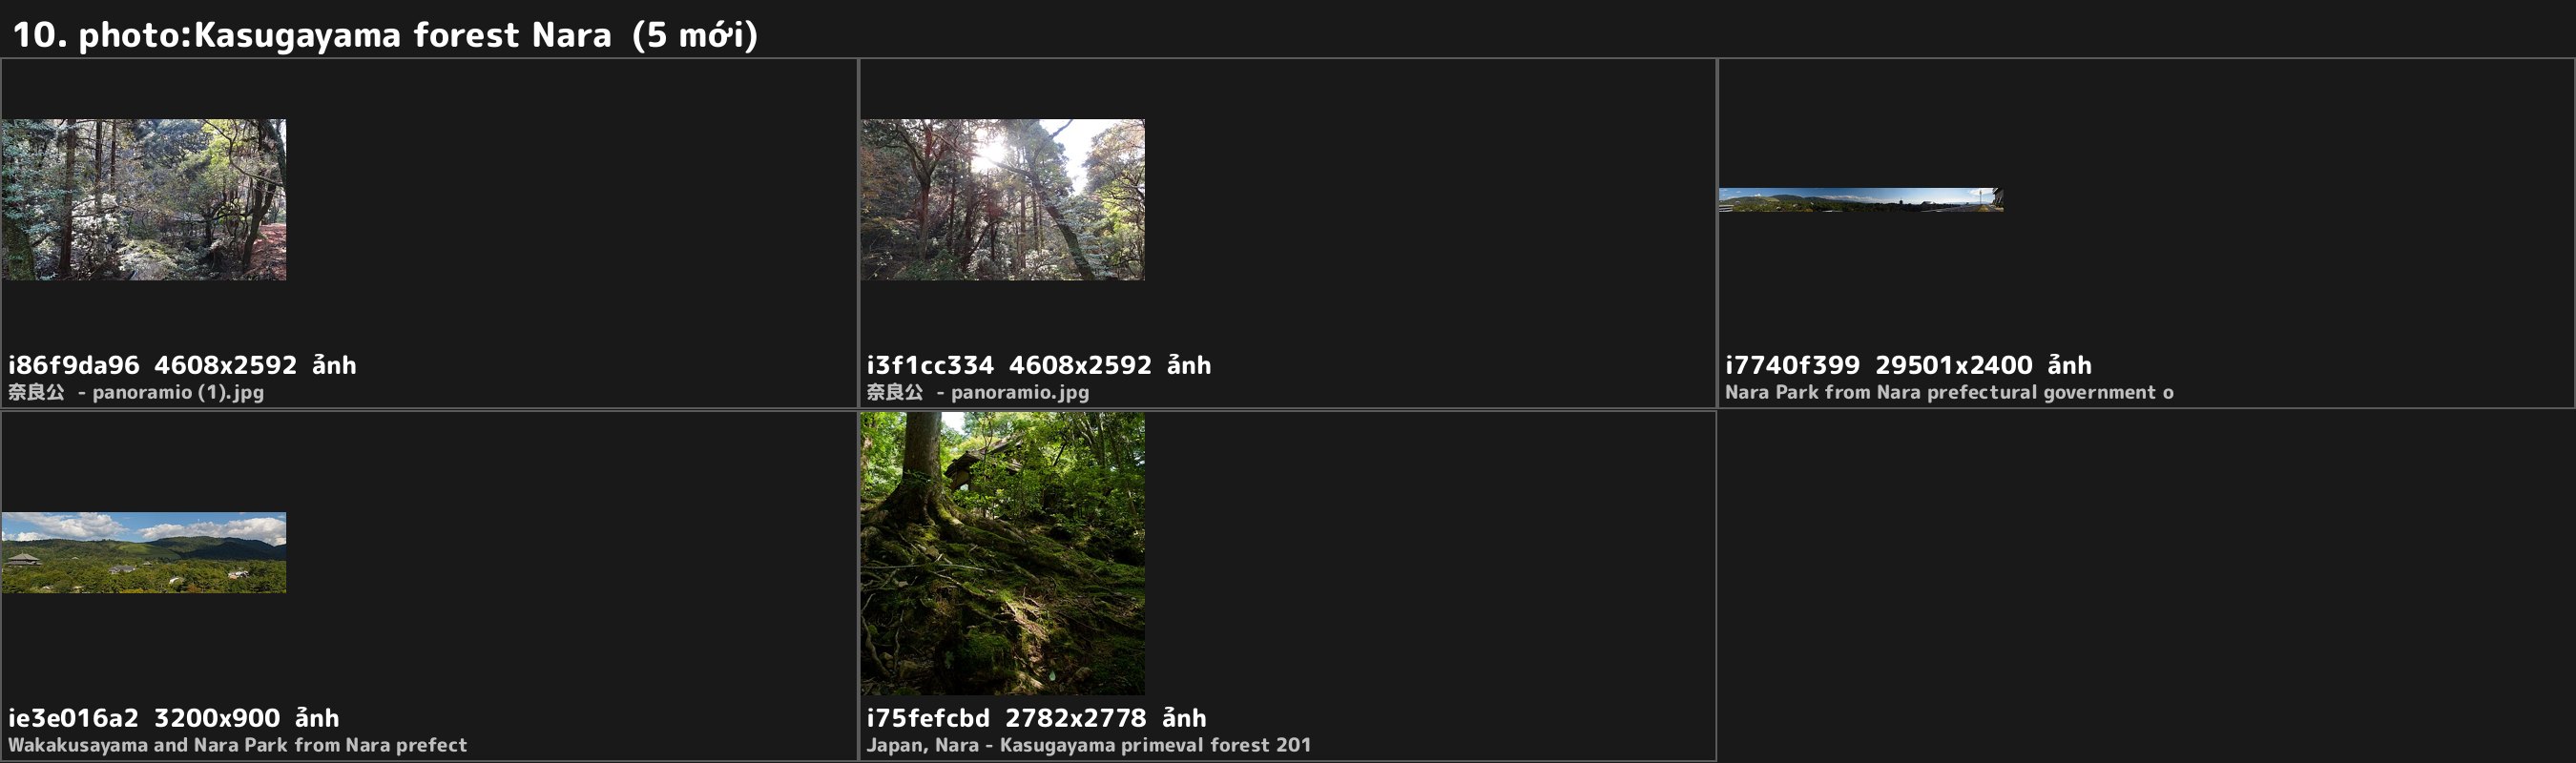 10. photo:Kasugayama forest Nara (5 mới)
i86f9da96 4608x2592 ảnh
奈良公 - panoramio (1).jpg
i3f1cc334 4608x2592 ảnh
奈良公 - panoramio.jpg
i7740f399 29501x2400 ảnh
Nara Park from Nara prefectural government o
ie3e016a2 3200x900 ảnh
Wakakusayama and Nara Park from Nara prefect
i75fefcbd 2782x2778 ảnh
Japan, Nara - Kasugayama primeval forest 201